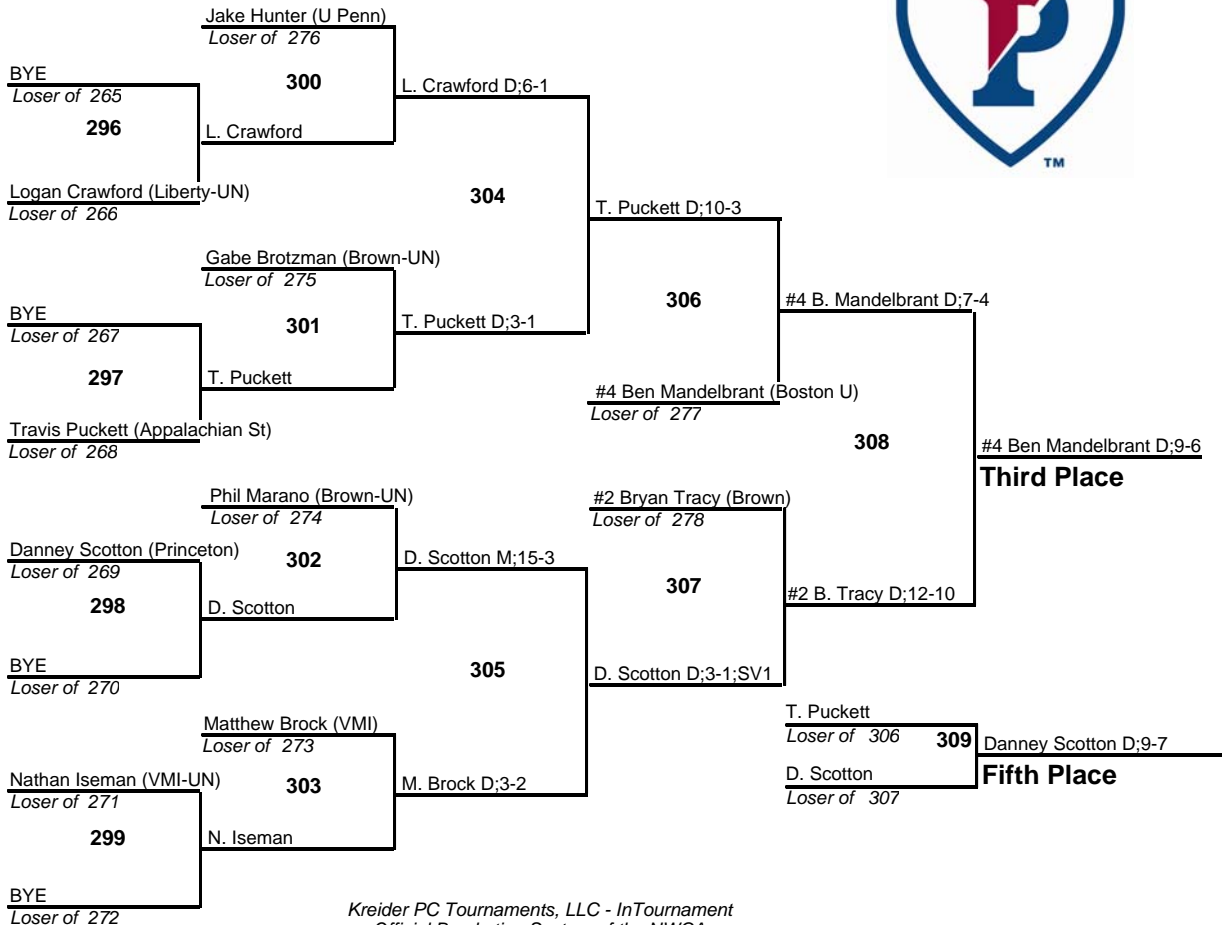 Jake Hunter (U Penn)
Loser of 276
BYE
Loser of 265
300
L. Crawford D;6-1
296
L. Crawford
Logan Crawford (Liberty-UN)
Loser of 266
304
T. Puckett D;10-3
Gabe Brotzman (Brown-UN)
Loser of 275
BYE
Loser of 267
301
T. Puckett D;3-1
306
#4 B. Mandelbrant D;7-4
297
T. Puckett
#4 Ben Mandelbrant (Boston U)
Loser of 277
Travis Puckett (Appalachian St)
Loser of 268
308
#4 Ben Mandelbrant D;9-6
Third Place
Phil Marano (Brown-UN)
Loser of 274
#2 Bryan Tracy (Brown)
Loser of 278
Danney Scotton (Princeton)
Loser of 269
302
D. Scotton M;15-3
307
#2 B. Tracy D;12-10
298
D. Scotton
BYE
Loser of 270
305
D. Scotton D;3-1;SV1
Matthew Brock (VMI)
Loser of 273
T. Puckett
Loser of 306
309
Danney Scotton D;9-7
Fifth Place
Nathan Iseman (VMI-UN)
Loser of 271
303
M. Brock D;3-2
D. Scotton
Loser of 307
299
N. Iseman
BYE
Loser of 272
Kreider PC Tournaments, LLC - InTournament
P
TM